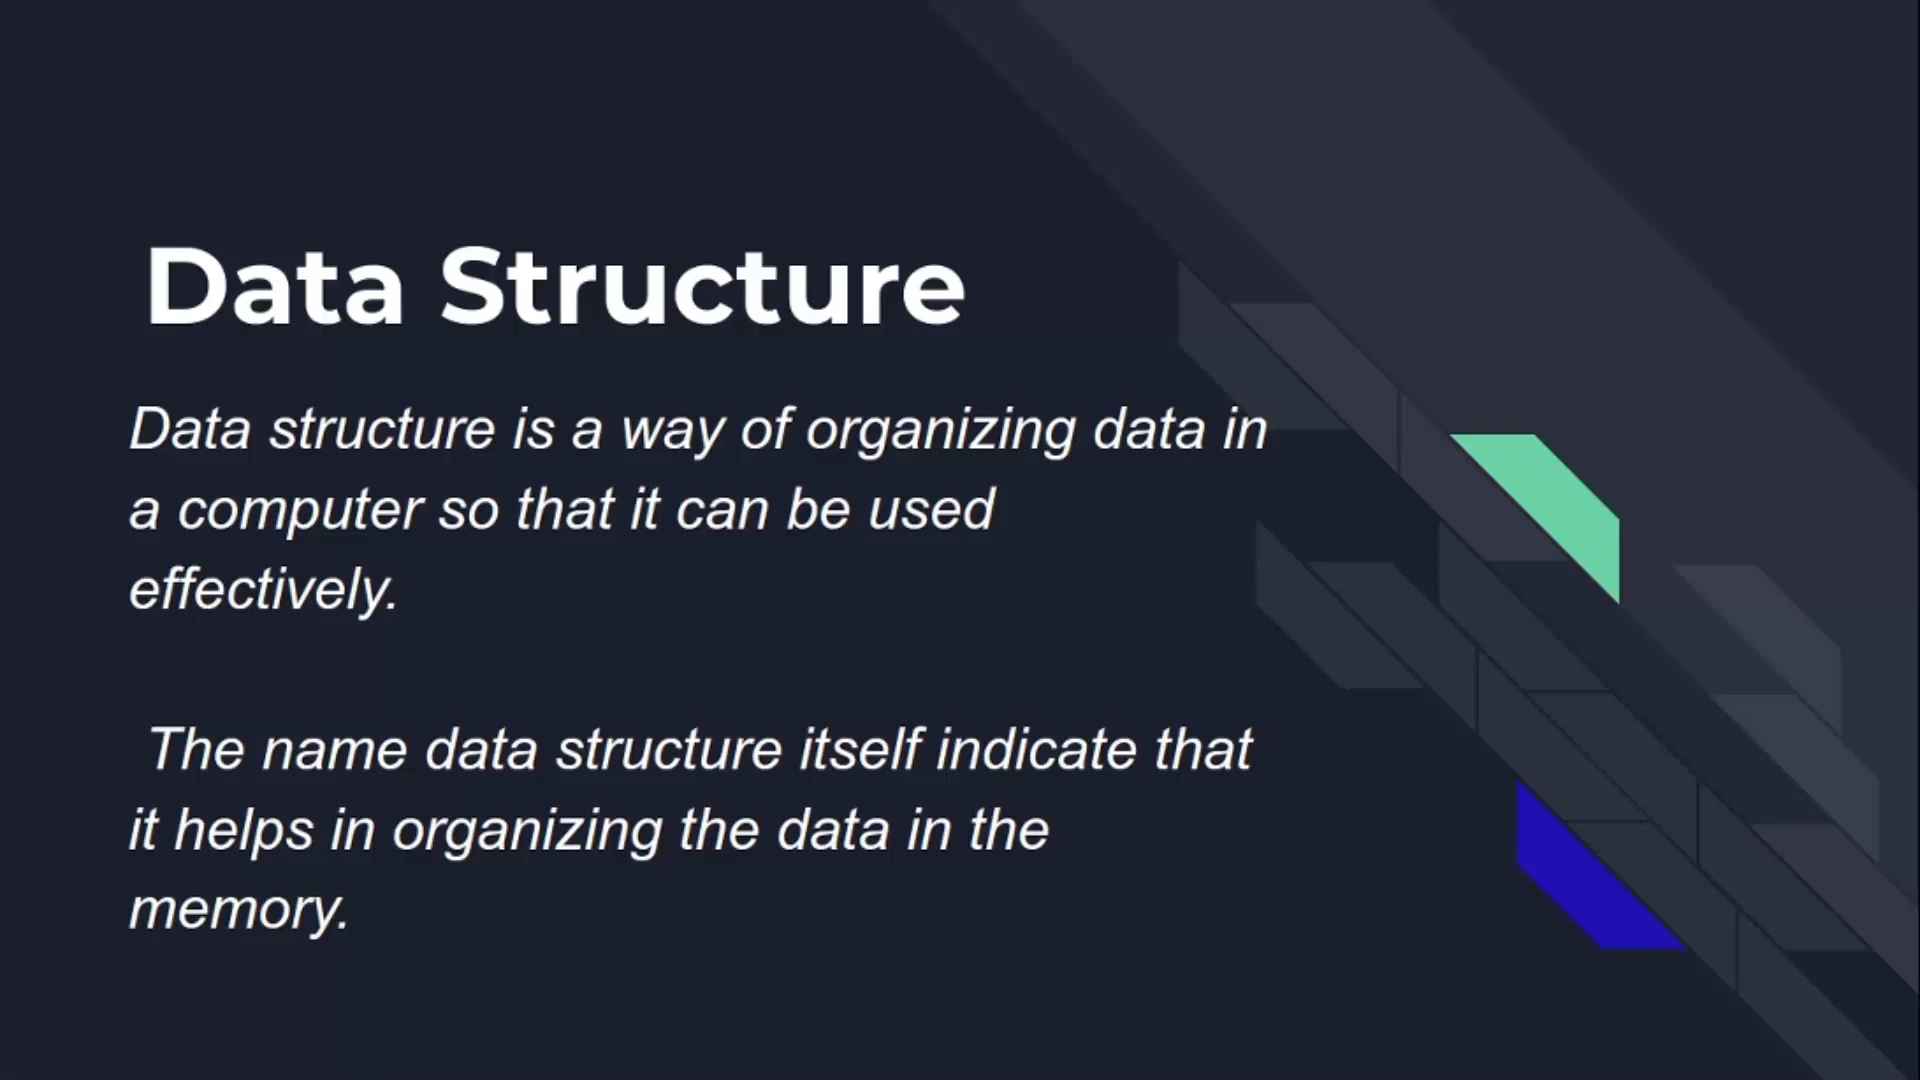 Data Structure
Data structure is a way of organizing data in
a computer so that it can be used
effectively.
The name data structure itself indicate that
it helps in organizing the data in the
memory.